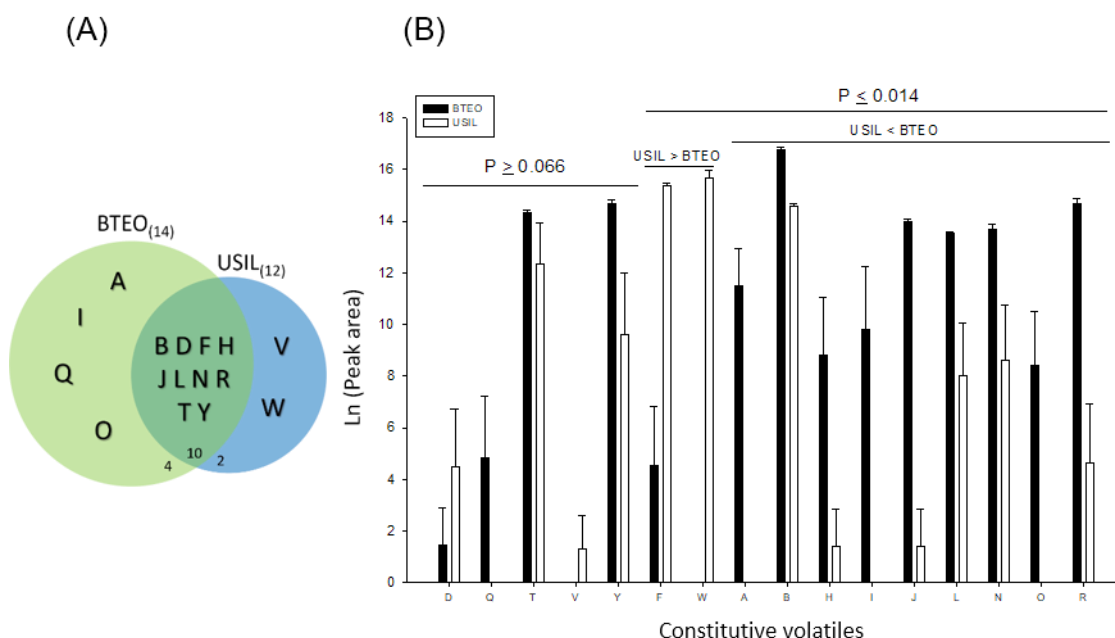 (A)
(B)
BTEO(14)
USIL(12)
A
I
Q
O
B D F H
J L N R
T Y
V
W
4
10
2
BTEO
USIL
P ≥ 0.066
P ≤ 0.014
USIL > BTEO
USIL < BTEO
Ln (Peak area)
18
16
14
12
10
8
6
4
2
0
D Q T V Y F W A B H I J L N O R
Constitutive volatiles